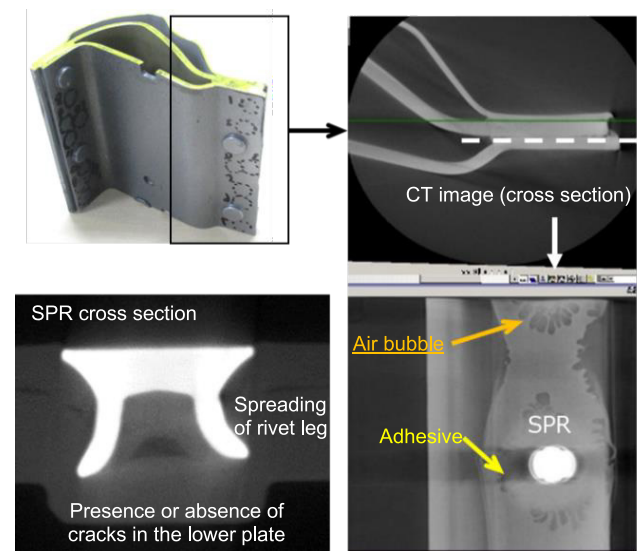 CT image (cross section)
SPR cross section
Spreading
of rivet leg
Presence or absence of
cracks in the lower plate
Air bubble
SPR
Adhesive